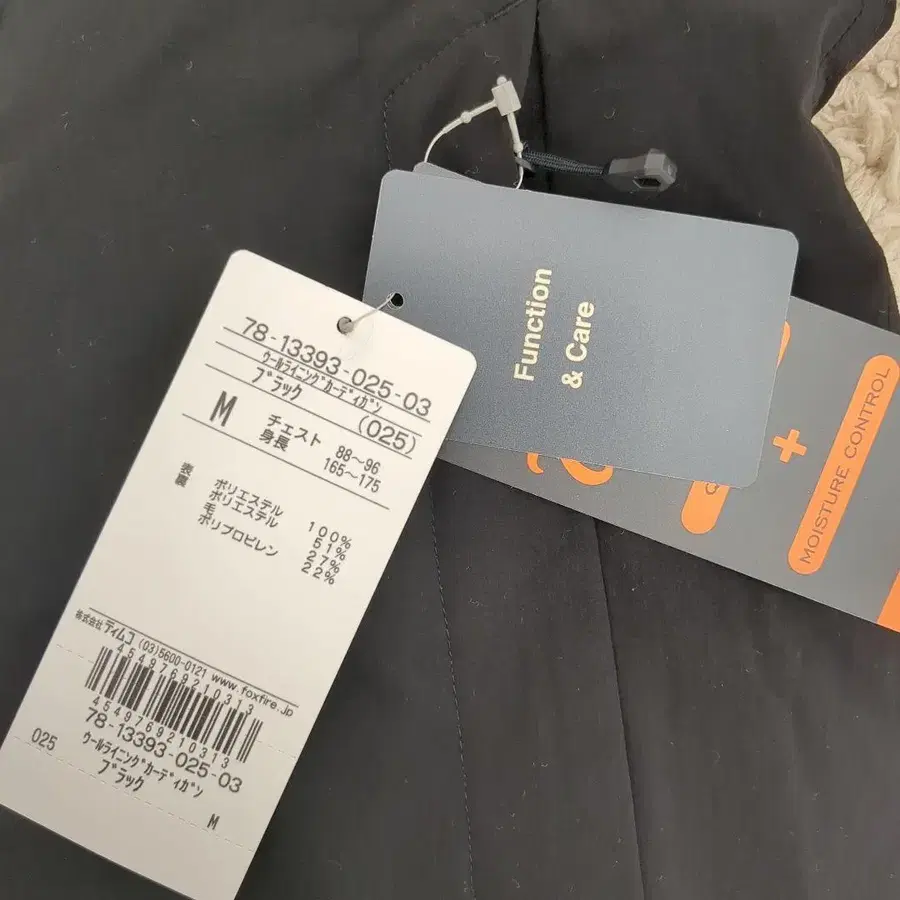 78-13393-025-03
ｳｰﾙﾗｲﾆﾝｸﾞｶｰﾃﾞｨｶﾞﾝ
ブラック (025)
M チェスト 88～96
身長 165～175
表 ポリエステル 100%
裏 ポリエステル 51%
毛 27%
ポリプロピレン 22%
株式会社 ティムコ (03)5600-0121 www.foxfire.jp
4549769210313
4549769210313
78-13393-025-03
025 ｳｰﾙﾗｲﾆﾝｸﾞｶｰﾃﾞｨｶﾞﾝ
ブラック
M
Function
& Care
+
MOISTURE CONTROL